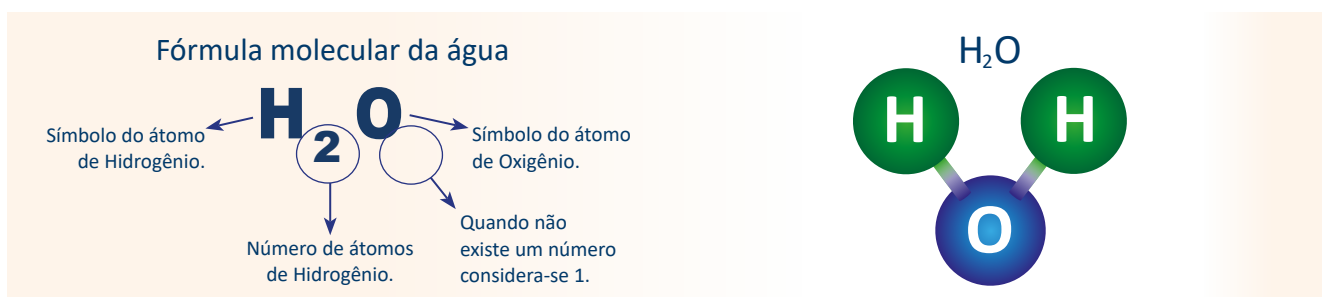 Fórmula molecular da água
H2O
Símbolo do átomo
de Hidrogênio.
Símbolo do átomo
de Oxigênio.
Número de átomos
de Hidrogênio.
Quando não
existe um número
considera-se 1.
H₂O
H
H
O